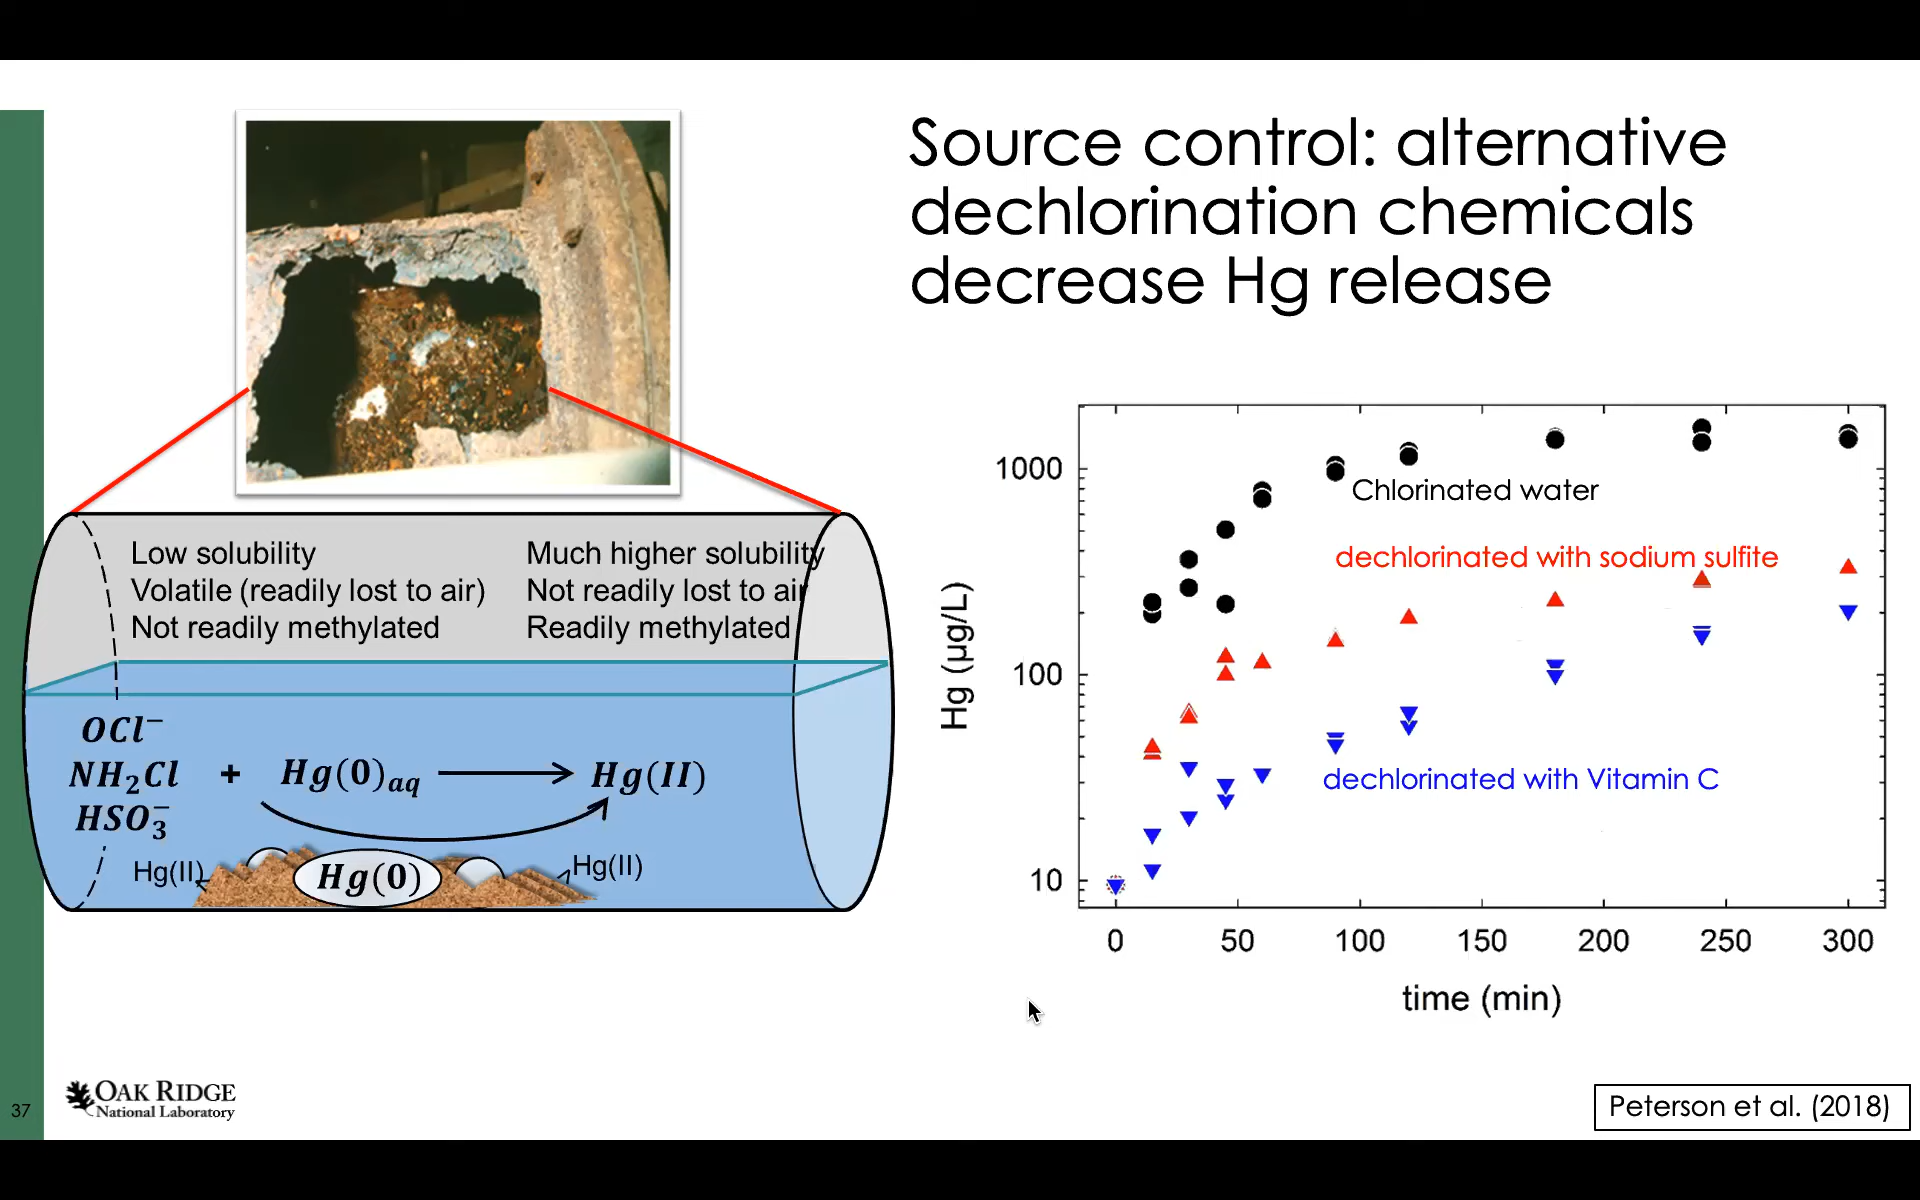 Source control: alternative
dechlorination chemicals
decrease Hg release
Low solubility
Volatile (readily lost to air)
Not readily methylated
Much higher solubility
Not readily lost to air
Readily methylated
OCl⁻
NH₂Cl + Hg(0)aq → Hg(II)
HSO₃⁻
Hg(II)
Hg(0)
Hg(II)
Hg (µg/L)
1000
100
10
Chlorinated water
dechlorinated with sodium sulfite
dechlorinated with Vitamin C
0 50 100 150 200 250 300
time (min)
37
OAK RIDGE
National Laboratory
Peterson et al. (2018)